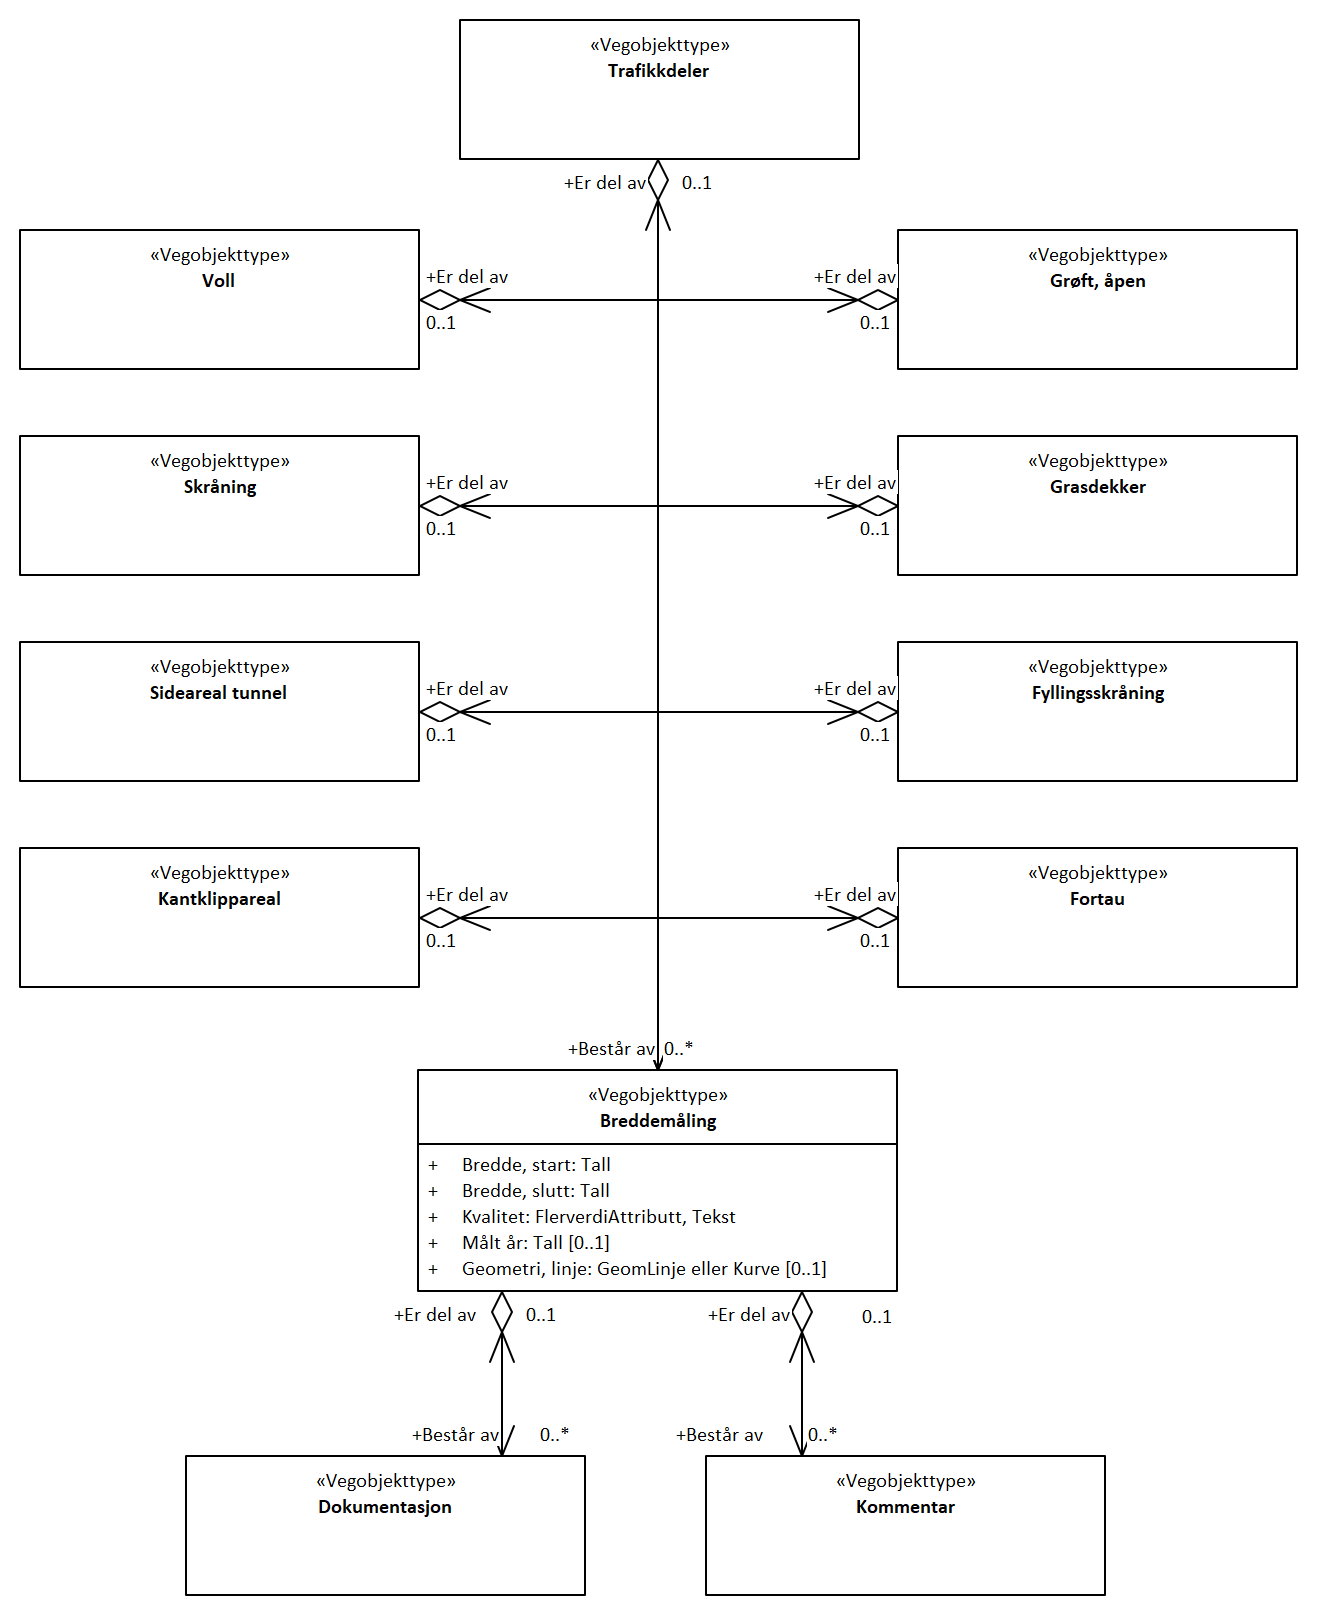 «Vegobjekttype»
Trafikkdeler
+Er del av 0..1
«Vegobjekttype»
Voll
+Er del av
0..1
«Vegobjekttype»
Grøft, åpen
+Er del av
0..1
«Vegobjekttype»
Skråning
+Er del av
0..1
«Vegobjekttype»
Grasdekker
+Er del av
0..1
«Vegobjekttype»
Sideareal tunnel
+Er del av
0..1
«Vegobjekttype»
Fyllingsskråning
+Er del av
0..1
«Vegobjekttype»
Kantklippareal
+Er del av
0..1
«Vegobjekttype»
Fortau
+Er del av
0..1
+Består av 0..*
«Vegobjekttype»
Breddemåling
+ Bredde, start: Tall
+ Bredde, slutt: Tall
+ Kvalitet: FlerverdiAttributt, Tekst
+ Målt år: Tall [0..1]
+ Geometri, linje: GeomLinje eller Kurve [0..1]
+Er del av 0..1
+Er del av 0..1
+Består av 0..*
+Består av 0..*
«Vegobjekttype»
Dokumentasjon
«Vegobjekttype»
Kommentar